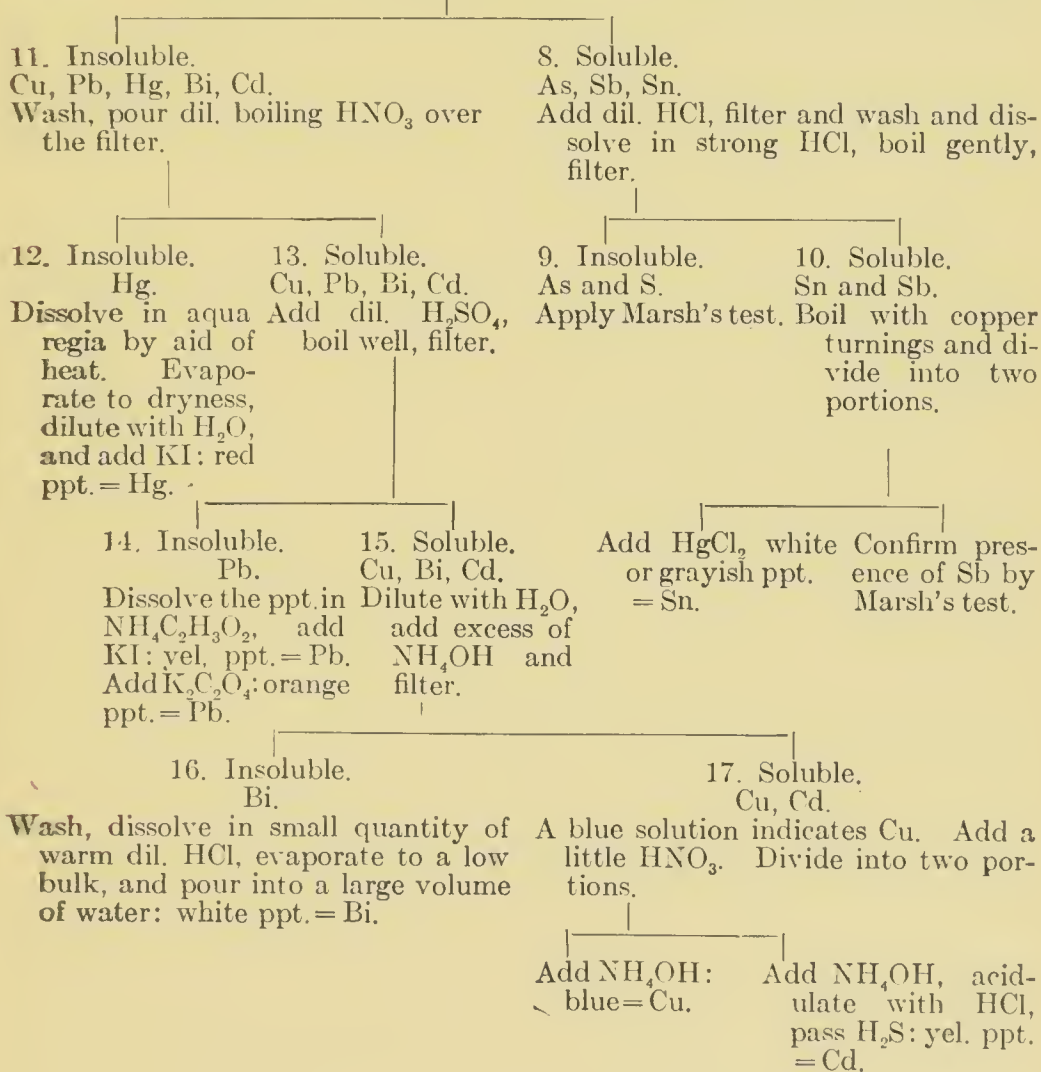 11. Insoluble.
Cu, Pb, Hg, Bi, Cd.
Wash, pour dil. boiling HNO₃ over
the filter.
8. Soluble.
As, Sb, Sn.
Add dil. HCl, filter and wash and dis-
solve in strong HCl, boil gently,
filter.
12. Insoluble.
Hg.
Dissolve in aqua
regia by aid of
heat. Evapo-
rate to dryness,
dilute with H₂O,
and add KI: red
ppt. = Hg.
13. Soluble.
Cu, Pb, Bi, Cd.
Add dil. H₂SO₄,
boil well, filter.
9. Insoluble.
As and S.
Apply Marsh's test.
10. Soluble.
Sn and Sb.
Boil with copper
turnings and di-
vide into two
portions.
14. Insoluble.
Pb.
Dissolve the ppt. in
NH₄C₂H₃O₂, add
KI: yel. ppt. = Pb.
Add K₂C₂O₄: orange
ppt. = Pb.
15. Soluble.
Cu, Bi, Cd.
Dilute with H₂O,
add excess of
NH₄OH and
filter.
Add HgCl₂ white
or grayish ppt.
= Sn.
Confirm pres-
ence of Sb by
Marsh's test.
16. Insoluble.
Bi.
Wash, dissolve in small quantity of
warm dil. HCl, evaporate to a low
bulk, and pour into a large volume
of water: white ppt. = Bi.
17. Soluble.
Cu, Cd.
A blue solution indicates Cu. Add a
little HNO₃. Divide into two por-
tions.
Add NH₄OH:
blue = Cu.
Add NH₄OH, acid-
ulate with HCl,
pass H₂S: yel. ppt.
= Cd.